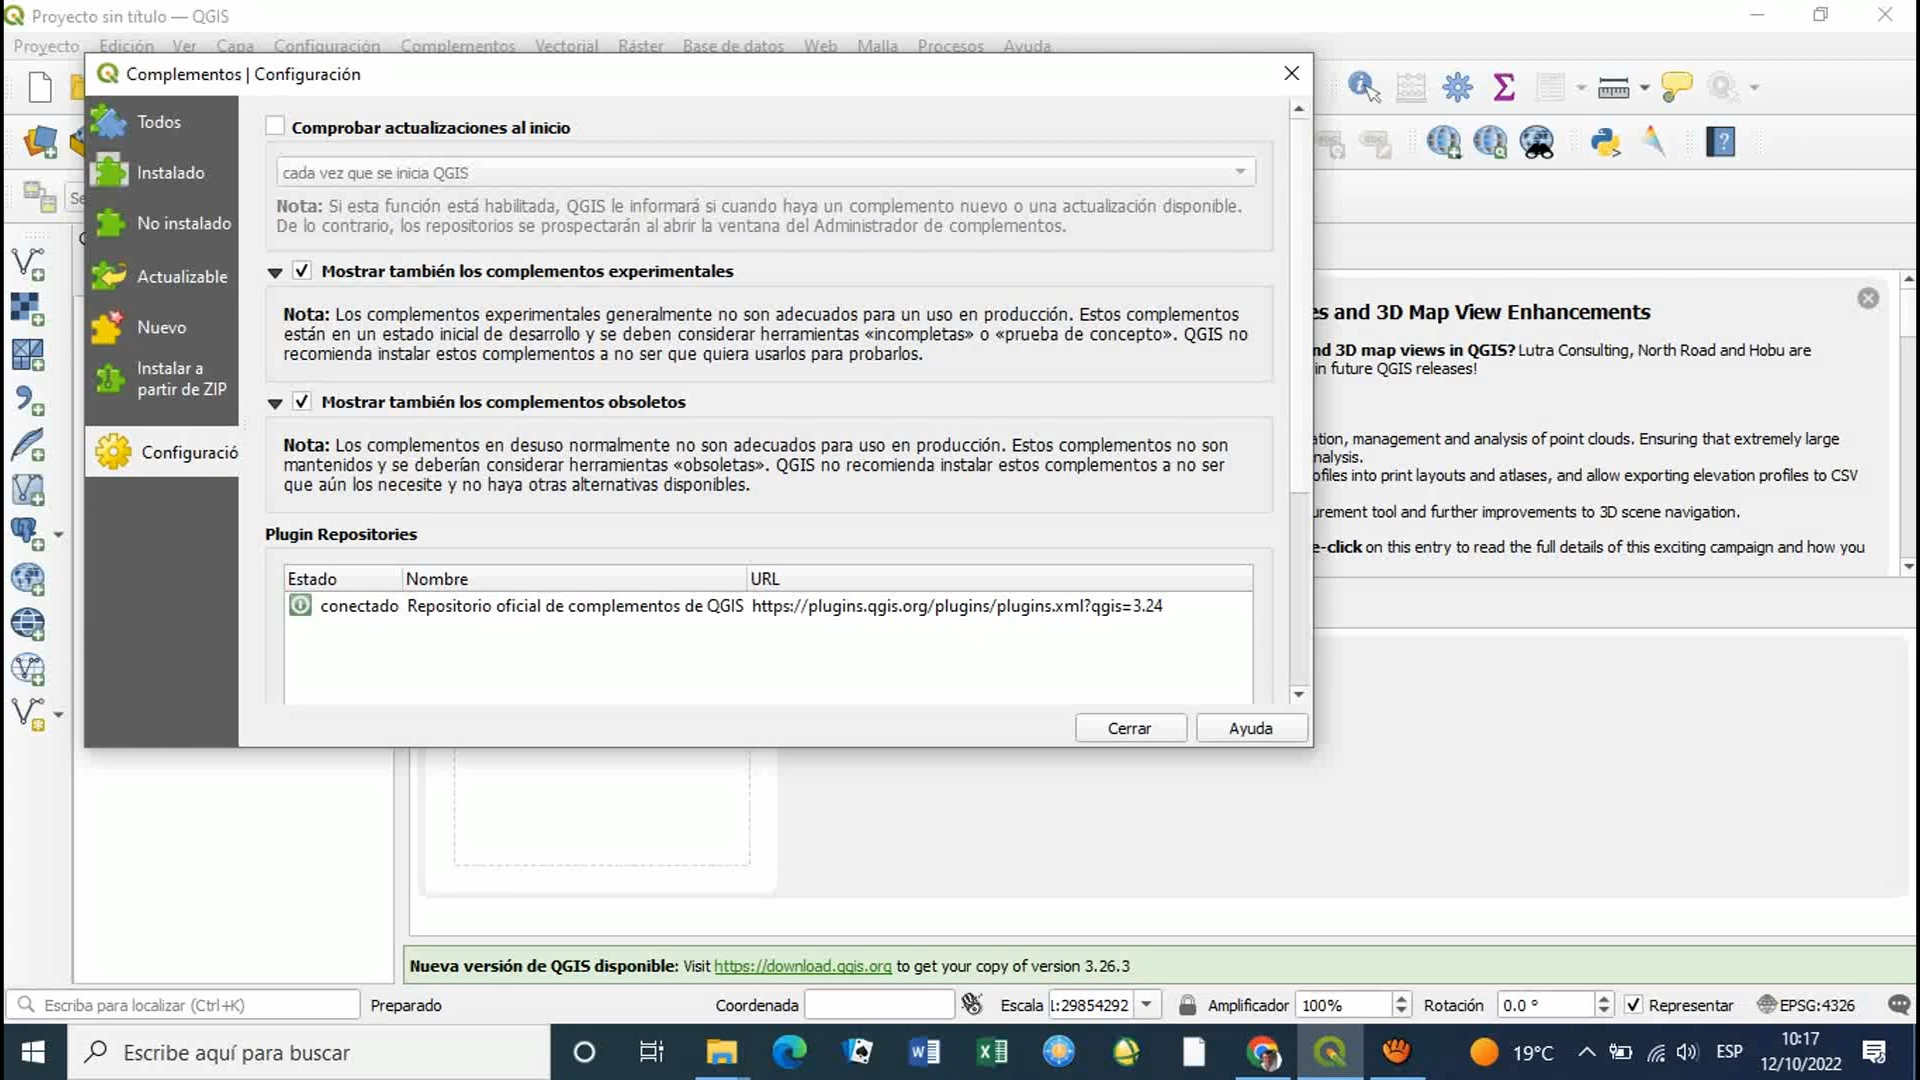 Proyecto sin título — QGIS
Proyecto Edición Ver Capa Configuración Complementos Vectorial Ráster Base de datos Web Malla Procesos Ayuda
Complementos | Configuración
Todos
Instalado
No instalado
Actualizable
Nuevo
Instalar a
partir de ZIP
Configuració
Comprobar actualizaciones al inicio
cada vez que se inicia QGIS
Nota: Si esta función está habilitada, QGIS le informará si cuando haya un complemento nuevo o una actualización disponible.
De lo contrario, los repositorios se prospectarán al abrir la ventana del Administrador de complementos.
Mostrar también los complementos experimentales
Nota: Los complementos experimentales generalmente no son adecuados para un uso en producción. Estos complementos
están en un estado inicial de desarrollo y se deben considerar herramientas «incompletas» o «prueba de concepto». QGIS no
recomienda instalar estos complementos a no ser que quiera usarlos para probarlos.
Mostrar también los complementos obsoletos
Nota: Los complementos en desuso normalmente no son adecuados para uso en producción. Estos complementos no son
mantenidos y se deberían considerar herramientas «obsoletas». QGIS no recomienda instalar estos complementos a no ser
que aún los necesite y no haya otras alternativas disponibles.
Plugin Repositories
Estado Nombre URL
conectado Repositorio oficial de complementos de QGIS https://plugins.qgis.org/plugins/plugins.xml?qgis=3.24
Cerrar Ayuda
es and 3D Map View Enhancements
nd 3D map views in QGIS? Lutra Consulting, North Road and Hobu are
in future QGIS releases!
ation, management and analysis of point clouds. Ensuring that extremely large
nalysis.
ofiles into print layouts and atlases, and allow exporting elevation profiles to CSV
urement tool and further improvements to 3D scene navigation.
e-click on this entry to read the full details of this exciting campaign and how you
Nueva versión de QGIS disponible: Visit https://download.qgis.org to get your copy of version 3.26.3
Escriba para localizar (Ctrl+K) Preparado Coordenada Escala L:29854292 Amplificador 100% Rotación 0.0 ° Representar EPSG:4326
Escribe aquí para buscar 19°C ESP 10:17
12/10/2022